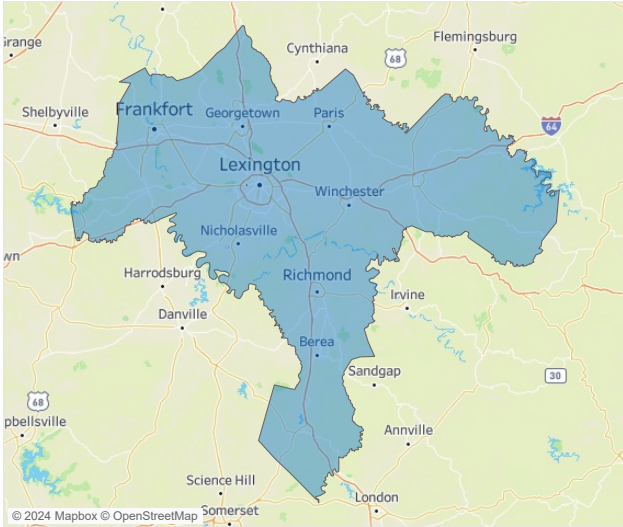 Grange
Cynthiana
Flemingsburg
68
Shelbyville
Frankfort
Georgetown
Paris
64
Lexington
Winchester
Nicholasville
wn
Harrodsburg
Richmond
Irvine
Danville
Berea
Sandgap
30
68
pbellsville
Annville
Science Hill
London
Somerset
© 2024 Mapbox © OpenStreetMap